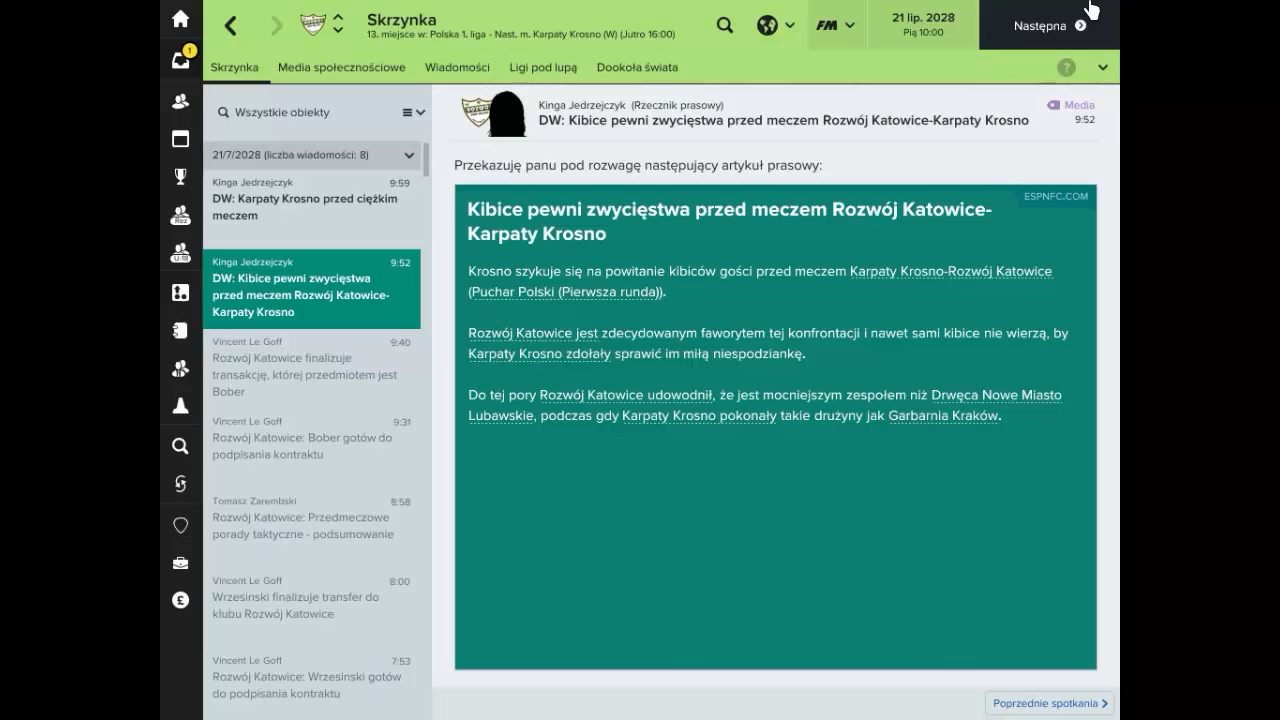 Skrzynka
13. miejsce w: Polska 1. liga - Nast. m. Karpaty Krosno (W) (Jutro 16:00)
FM
21 lip. 2028
Pią 10:00
Następna
1
Skrzynka
Media społecznościowe
Wiadomości
Ligi pod lupą
Dookoła świata
?
Wszystkie obiekty
21/7/2028 (liczba wiadomości: 8)
Kinga Jedrzejczyk 9:59
DW: Karpaty Krosno przed ciężkim
meczem
Kinga Jedrzejczyk 9:52
DW: Kibice pewni zwycięstwa
przed meczem Rozwój Katowice-
Karpaty Krosno
Vincent Le Goff 9:40
Rozwój Katowice finalizuje
transakcję, której przedmiotem jest
Bober
Vincent Le Goff 9:31
Rozwój Katowice: Bober gotów do
podpisania kontraktu
Tomasz Zarembski 8:58
Rozwój Katowice: Przedmeczowe
porady taktyczne - podsumowanie
Vincent Le Goff 8:00
Wrzesinski finalizuje transfer do
klubu Rozwój Katowice
Vincent Le Goff 7:53
Rozwój Katowice: Wrzesinski gotów
do podpisania kontraktu
Kinga Jedrzejczyk (Rzecznik prasowy)
DW: Kibice pewni zwycięstwa przed meczem Rozwój Katowice-Karpaty Krosno
Media
9:52
Przekazuję panu pod rozwagę następujący artykuł prasowy:
ESPNFC.COM
Kibice pewni zwycięstwa przed meczem Rozwój Katowice-
Karpaty Krosno
Krosno szykuje się na powitanie kibiców gości przed meczem Karpaty Krosno-Rozwój Katowice
(Puchar Polski (Pierwsza runda)).
Rozwój Katowice jest zdecydowanym faworytem tej konfrontacji i nawet sami kibice nie wierzą, by
Karpaty Krosno zdołały sprawić im miłą niespodziankę.
Do tej pory Rozwój Katowice udowodnił, że jest mocniejszym zespołem niż Drwęca Nowe Miasto
Lubawskie, podczas gdy Karpaty Krosno pokonały takie drużyny jak Garbarnia Kraków.
Poprzednie spotkania